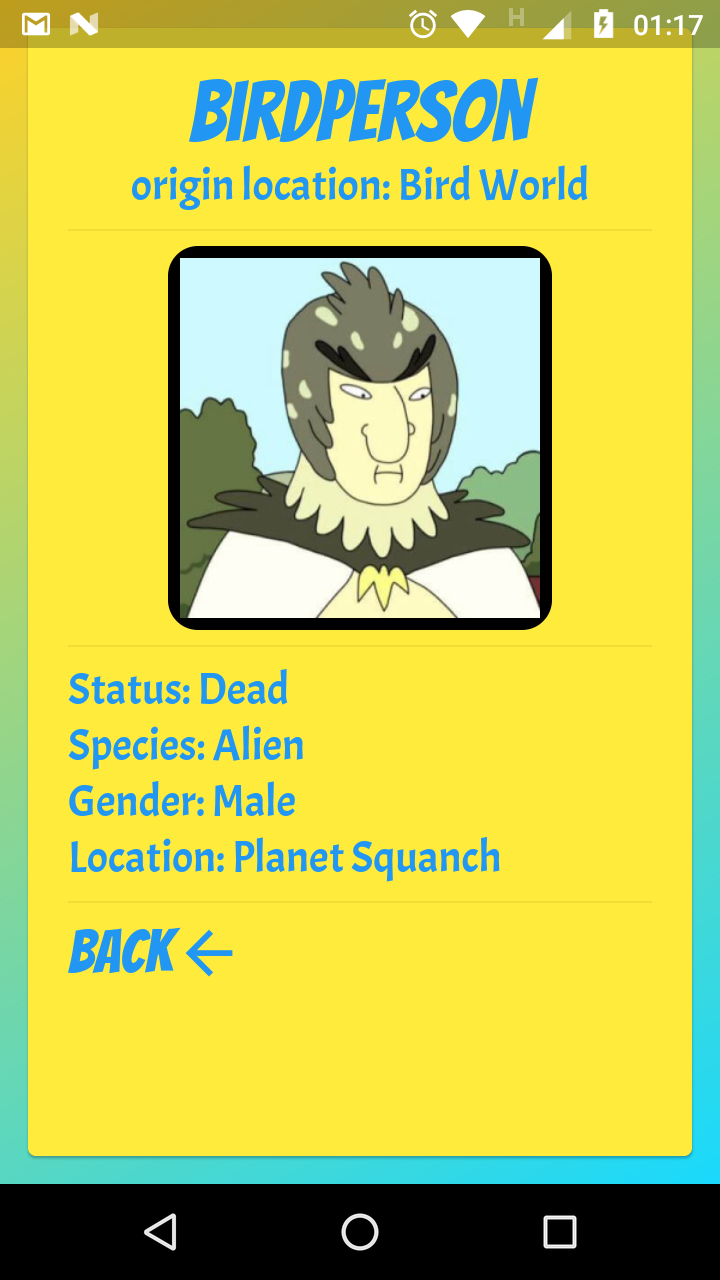 H
01:17
BIRDPERSON
origin location: Bird World
Status: Dead
Species: Alien
Gender: Male
Location: Planet Squanch
BACK ←